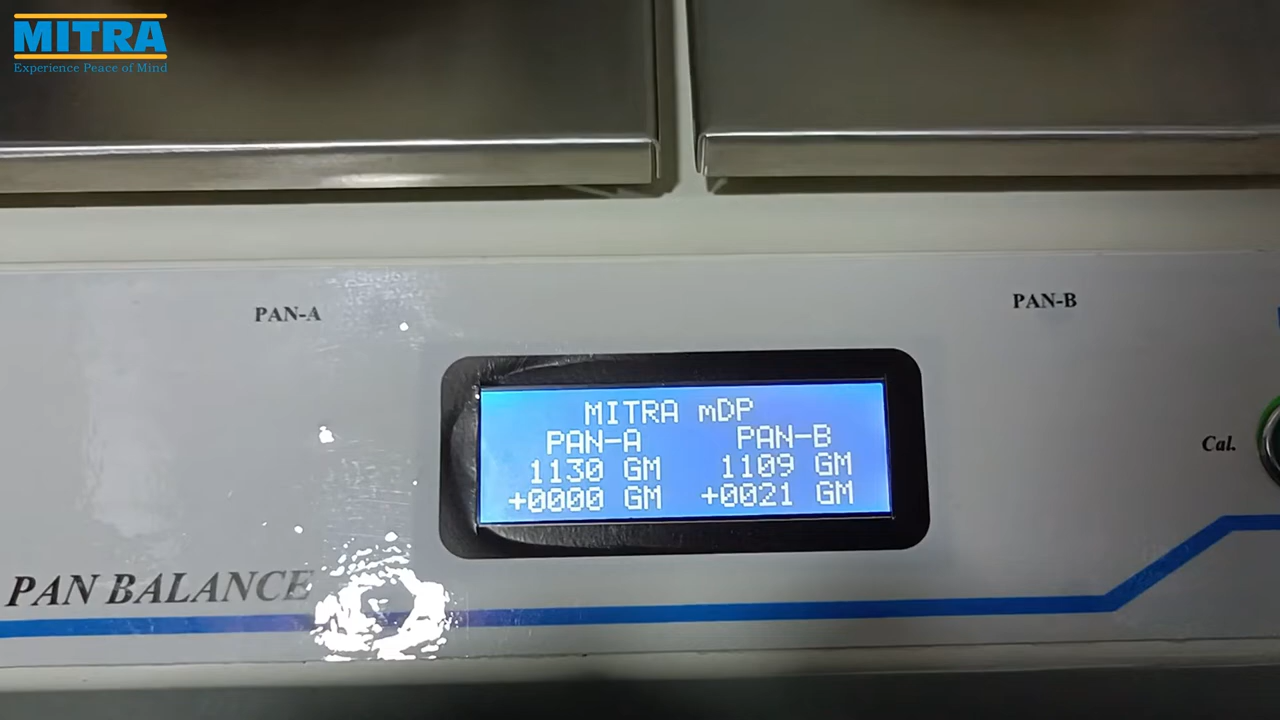 MITRA
Experience Peace of Mind
PAN-A
PAN-B
MITRA mDP
PAN-A PAN-B
1130 GM 1109 GM
+0000 GM +0021 GM
Cal.
PAN BALANCE